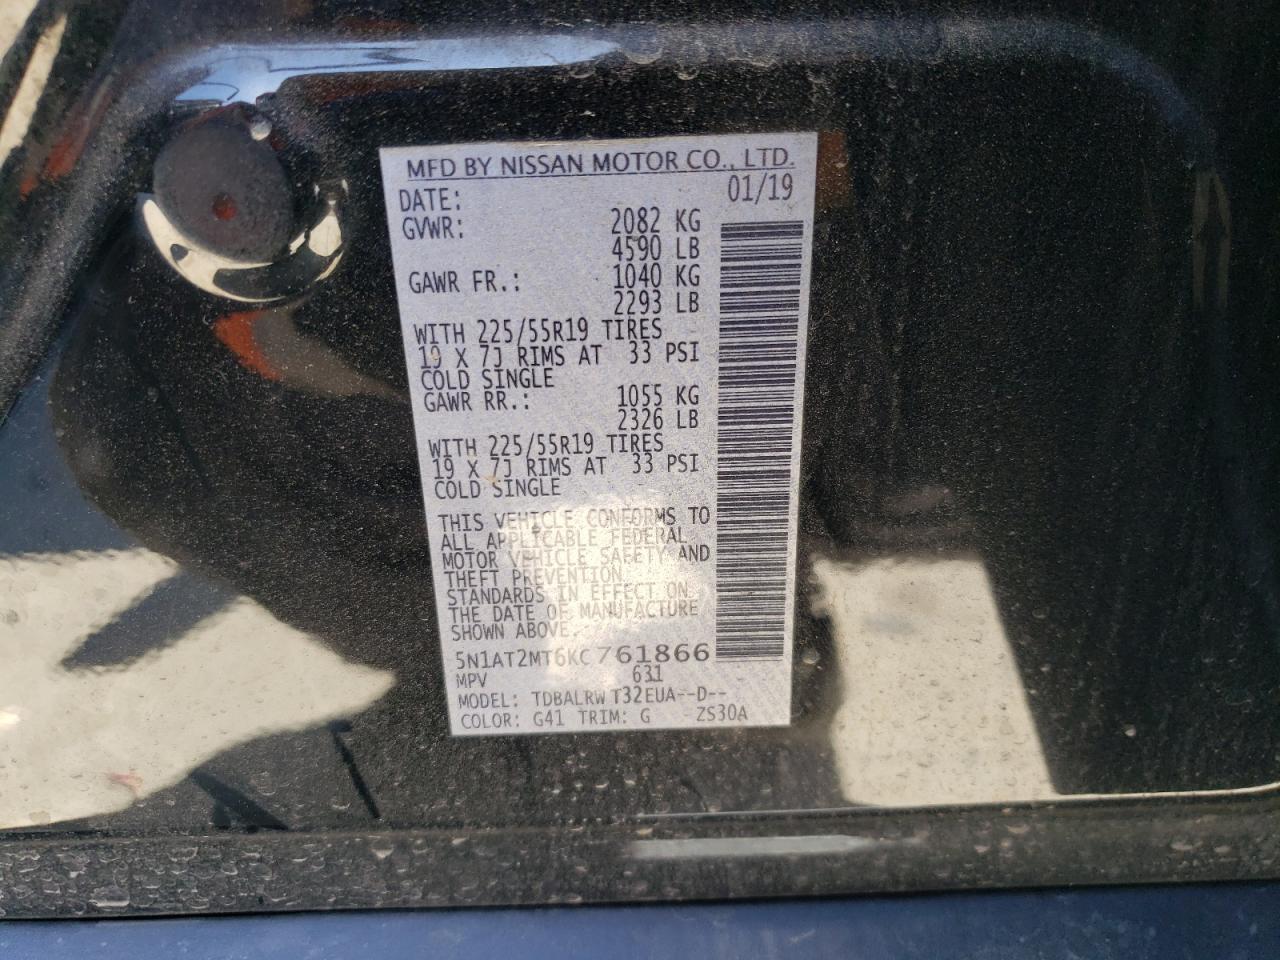 MFD BY NISSAN MOTOR CO., LTD.
DATE: 01/19
GVWR: 2082 KG
4590 LB
GAWR FR.: 1040 KG
2293 LB
WITH 225/55R19 TIRES
19 X 7J RIMS AT 33 PSI
COLD SINGLE
GAWR RR.: 1055 KG
2326 LB
WITH 225/55R19 TIRES
19 X 7J RIMS AT 33 PSI
COLD SINGLE
THIS VEHICLE CONFORMS TO
ALL APPLICABLE FEDERAL
MOTOR VEHICLE SAFETY AND
THEFT PREVENTION
STANDARDS IN EFFECT ON
THE DATE OF MANUFACTURE
SHOWN ABOVE.
5N1AT2MT6KC761866
MPV 631
MODEL: TDBALRW T32EUA--D--
COLOR: G41 TRIM: G ZS30A